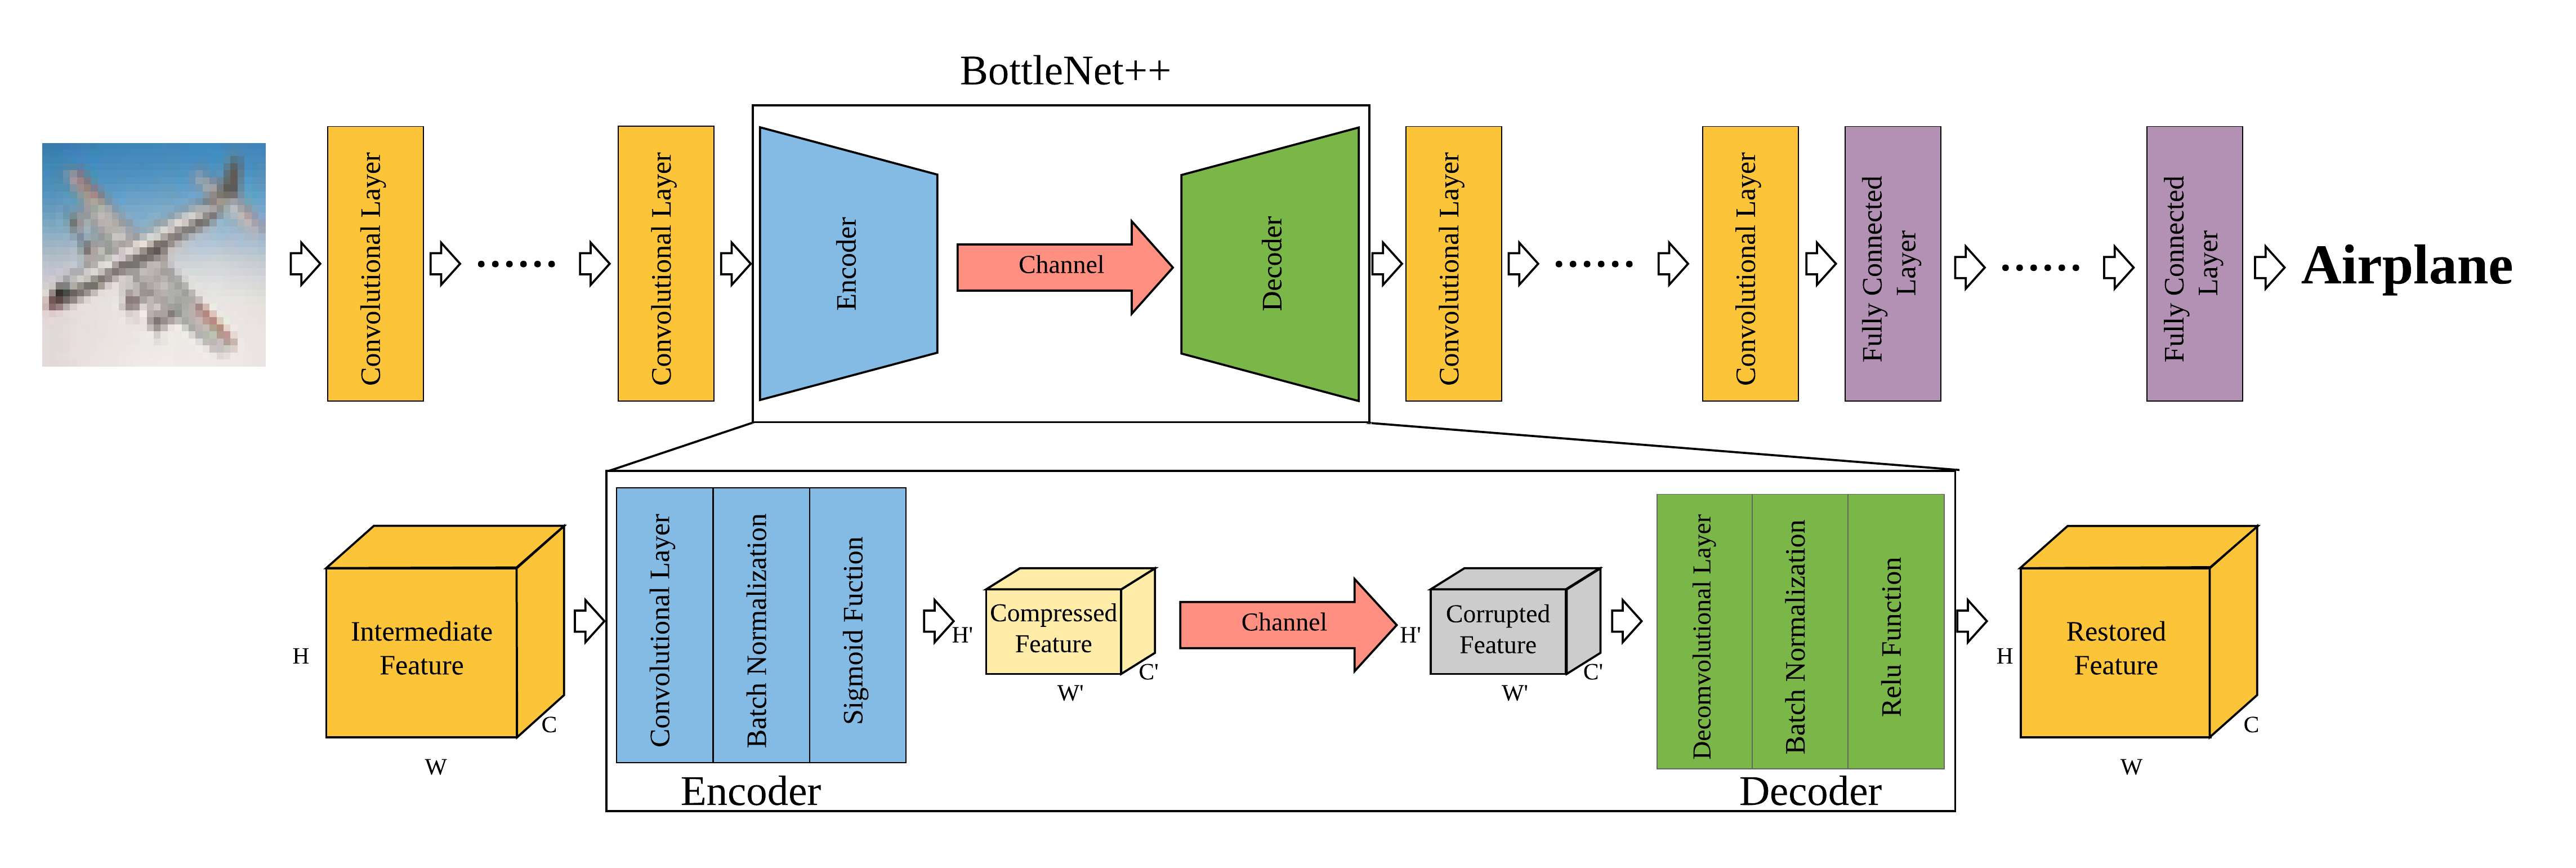 BottleNet++
Convolutional Layer
......
Convolutional Layer
Encoder
Channel
Decoder
Convolutional Layer
......
Convolutional Layer
Fully Connected
Layer
......
Fully Connected
Layer
Airplane
Intermediate
Feature
H
W
C
Convolutional Layer
Batch Normalization
Sigmoid Fuction
Encoder
Compressed
Feature
H'
W'
C'
Channel
Corrupted
Feature
H'
W'
C'
Decomvolutional Layer
Batch Normalization
Relu Function
Decoder
Restored
Feature
H
W
C